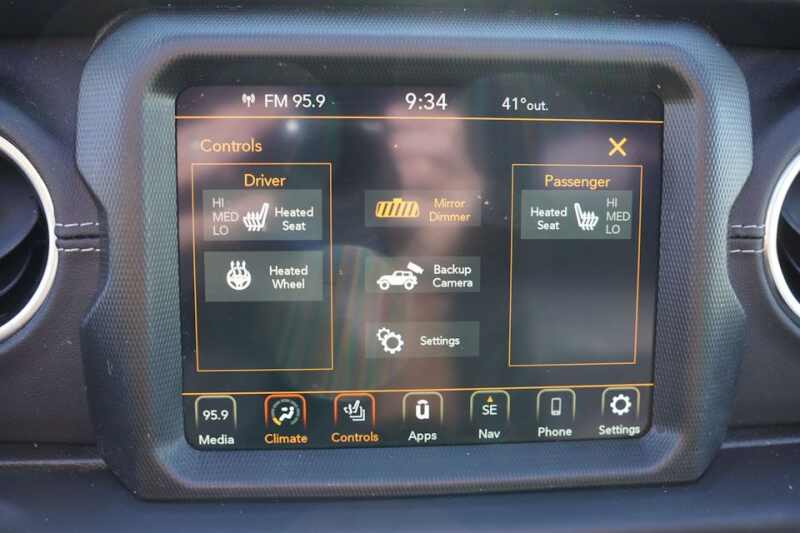 FM 95.9 9:34 41°out.
Controls
Driver
HI
MED
LO
Heated
Seat
Heated
Wheel
Mirror
Dimmer
Backup
Camera
Settings
Passenger
Heated
Seat
HI
MED
LO
95.9
Media
Climate
Controls
Apps
SE
Nav
Phone
Settings